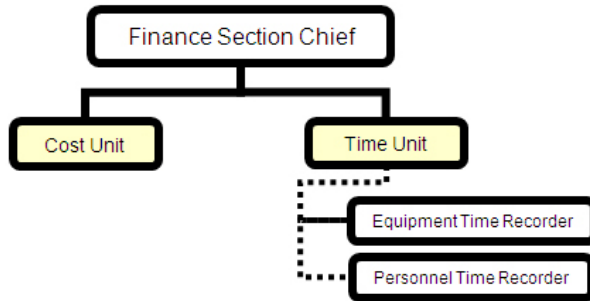 Finance Section Chief
Cost Unit
Time Unit
Equipment Time Recorder
Personnel Time Recorder